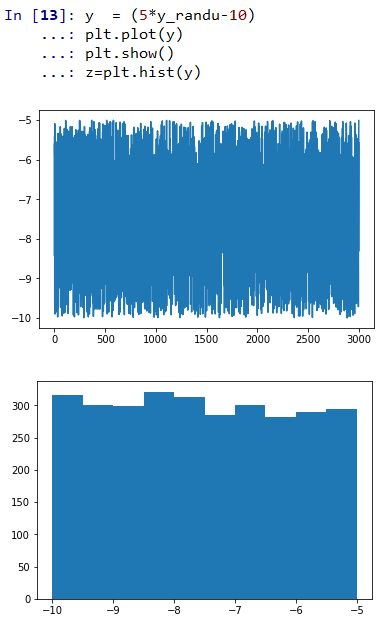 In [13]: y  = (5*y_randu-10)
    ...: plt.plot(y)
    ...: plt.show()
    ...: z=plt.hist(y)
−5
−6
−7
−8
−9
−10
0 500 1000 1500 2000 2500 3000
300
250
200
150
100
50
0
−10 −9 −8 −7 −6 −5